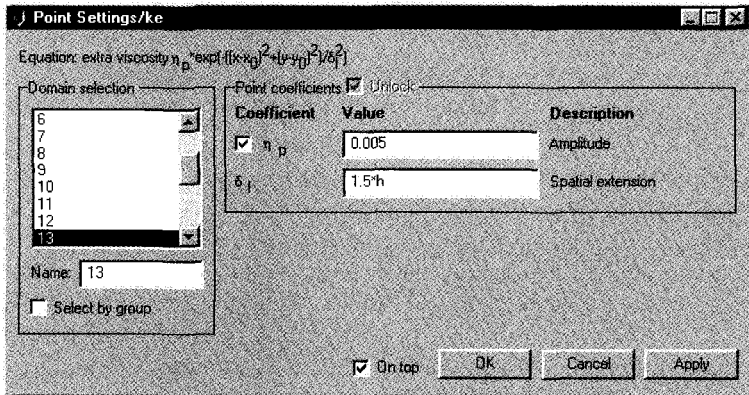 Point Settings/ke
Equation: extra viscosity η_p*exp[-[(x-x_0)^2+(y-y_0)^2]/δ_l^2]
Domain selection
6
7
8
9
10
11
12
13
Name: 13
Select by group
Point coefficients Unlock
Coefficient Value Description
η_p 0.005 Amplitude
δ_l 1.5*h Spatial extension
On top OK Cancel Apply